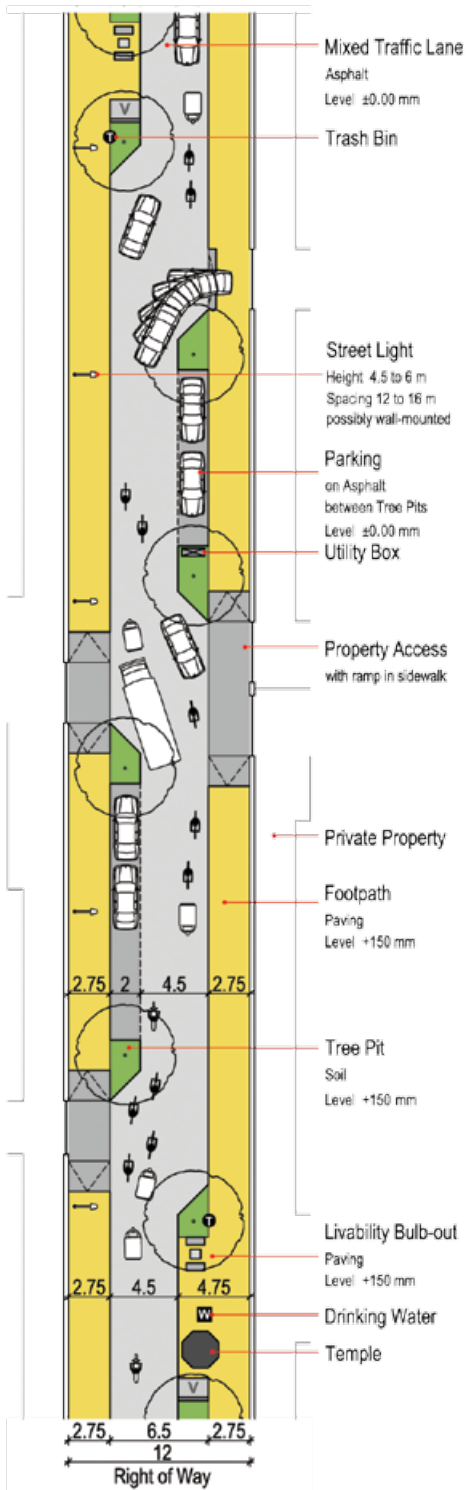 Mixed Traffic Lane
Asphalt
Level ±0.00 mm
V
T
Trash Bin
Street Light
Height 4.5 to 6 m
Spacing 12 to 16 m
possibly wall-mounted
Parking
on Asphalt
between Tree Pits
Level ±0.00 mm
Utility Box
Property Access
with ramp in sidewalk
Private Property
Footpath
Paving
Level +150 mm
2.75 2 4.5 2.75
Tree Pit
Soil
Level +150 mm
T
Livability Bulb-out
Paving
Level +150 mm
2.75 4.5 4.75
W
Drinking Water
Temple
V
2.75 6.5 2.75
12
Right of Way